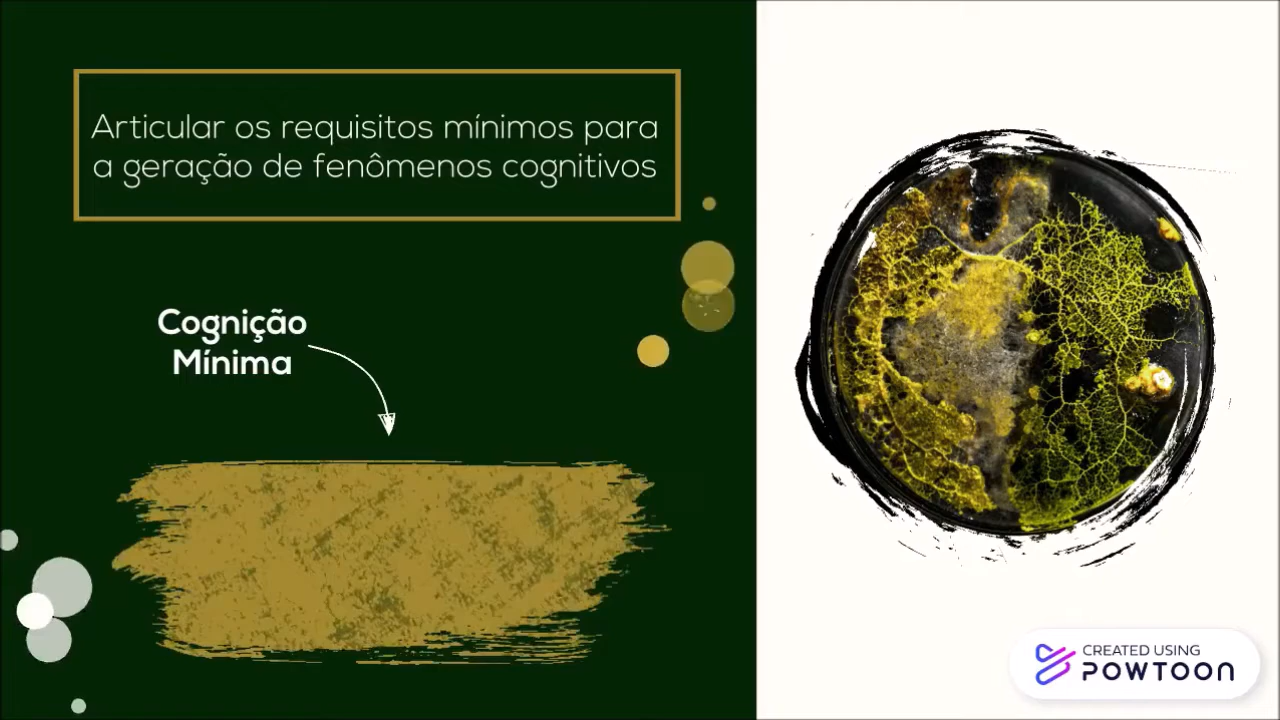 Articular os requisitos mínimos para
a geração de fenômenos cognitivos
Cognição
Mínima
CREATED USING
POWTOON